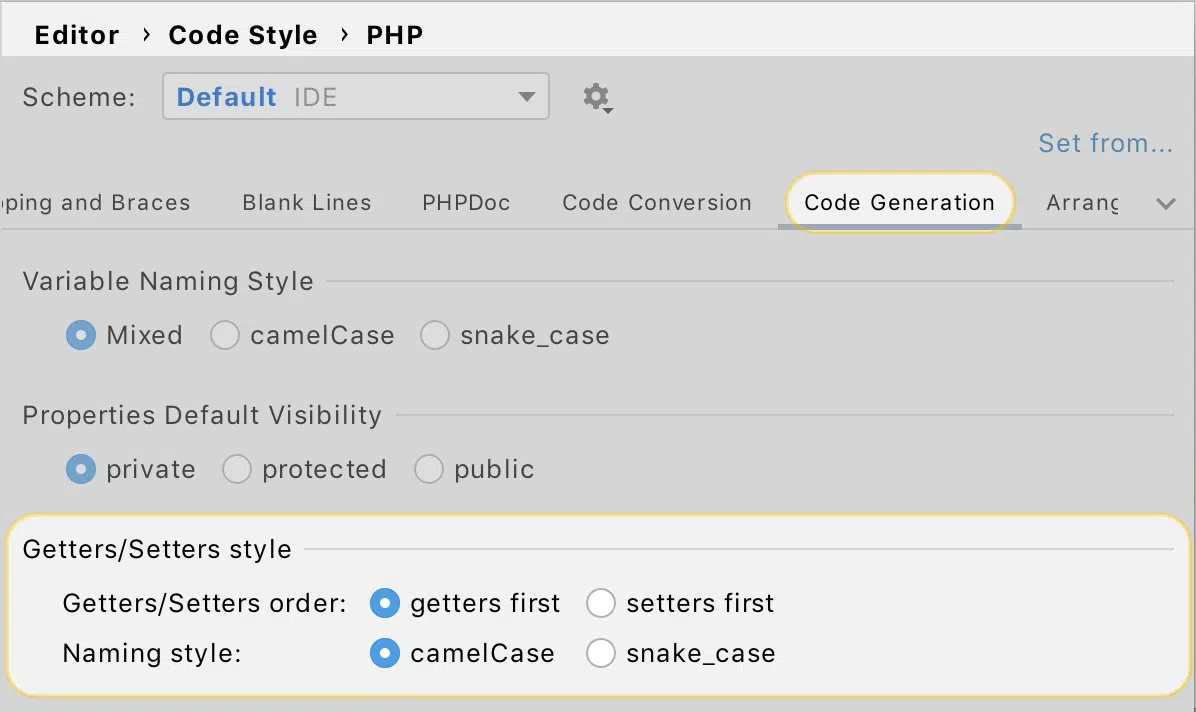 Editor › Code Style › PHP
Scheme: Default IDE
Set from...
pping and Braces Blank Lines PHPDoc Code Conversion Code Generation Arrang
Variable Naming Style
Mixed camelCase snake_case
Properties Default Visibility
private protected public
Getters/Setters style
Getters/Setters order: getters first setters first
Naming style: camelCase snake_case